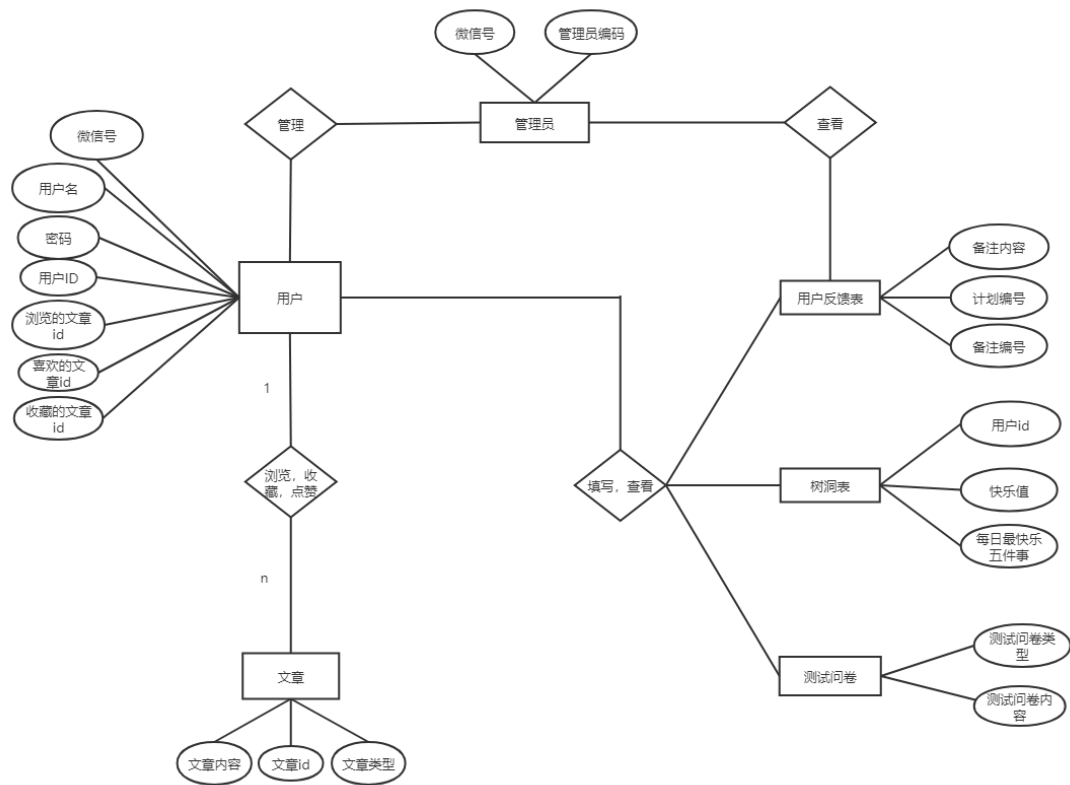 微信号
管理员编码
管理
管理员
查看
微信号
用户名
密码
用户ID
浏览的文章
id
喜欢的文
章id
收藏的文章
id
用户
用户反馈表
备注内容
计划编号
备注编号
1
浏览，收
藏，点赞
填写，查看
树洞表
用户id
快乐值
每日最快乐
五件事
n
文章
文章内容
文章id
文章类型
测试问卷
测试问卷类
型
测试问卷内
容